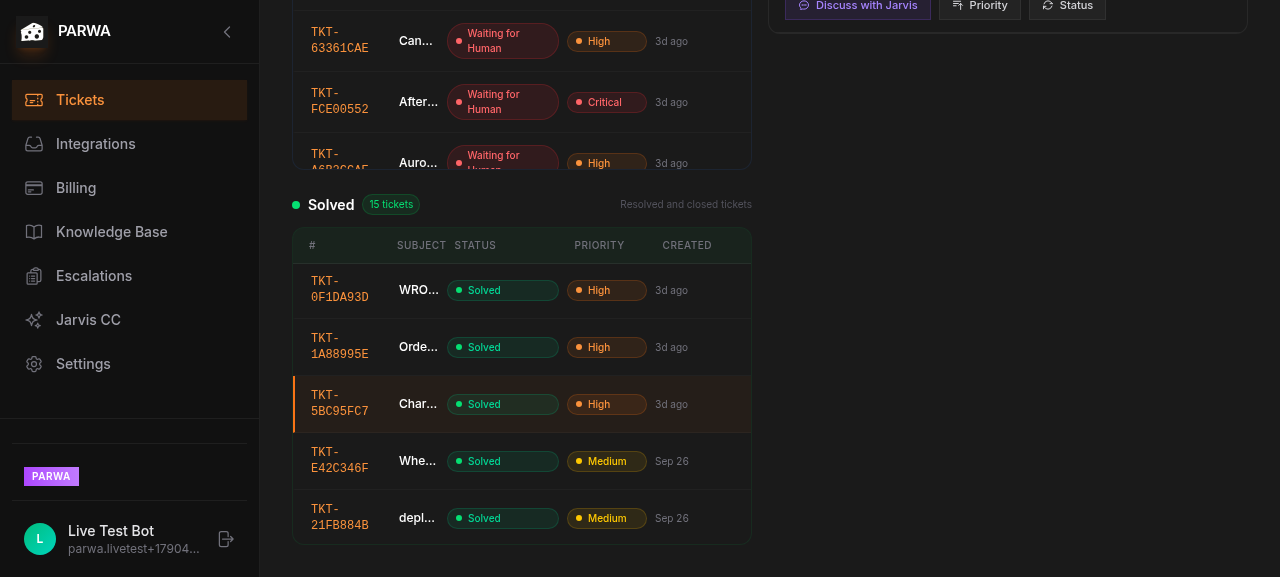 PARWA
Tickets
Integrations
Billing
Knowledge Base
Escalations
Jarvis CC
Settings
PARWA
L
Live Test Bot
parwa.livetest+17904...
TKT-
63361CAE
Can...
Waiting for
Human
High
3d ago
TKT-
FCE00552
After...
Waiting for
Human
Critical
3d ago
TKT-
Auro...
Waiting for
Human
High
3d ago
Solved
15 tickets
Resolved and closed tickets
# SUBJECT STATUS PRIORITY CREATED
TKT-
0F1DA93D
WRO...
Solved
High
3d ago
TKT-
1A88995E
Orde...
Solved
High
3d ago
TKT-
5BC95FC7
Char...
Solved
High
3d ago
TKT-
E42C346F
Whe...
Solved
Medium
Sep 26
TKT-
21FB884B
depl...
Solved
Medium
Sep 26
Discuss with Jarvis
Priority
Status